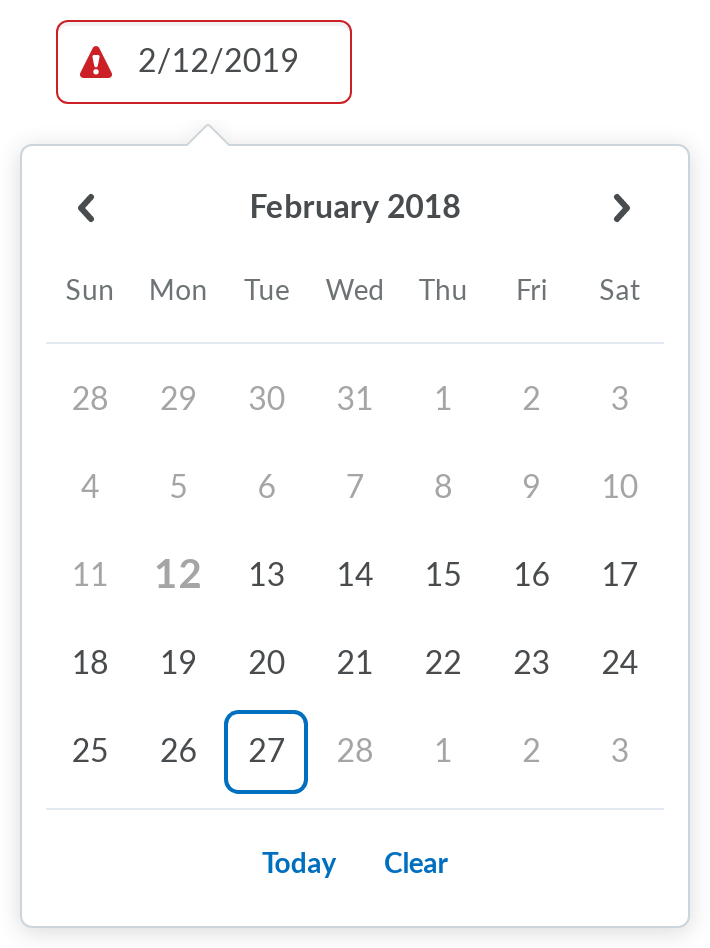 2/12/2019
February 2018
Sun Mon Tue Wed Thu Fri Sat
28 29 30 31 1 2 3
4 5 6 7 8 9 10
11 12 13 14 15 16 17
18 19 20 21 22 23 24
25 26 27 28 1 2 3
Today Clear